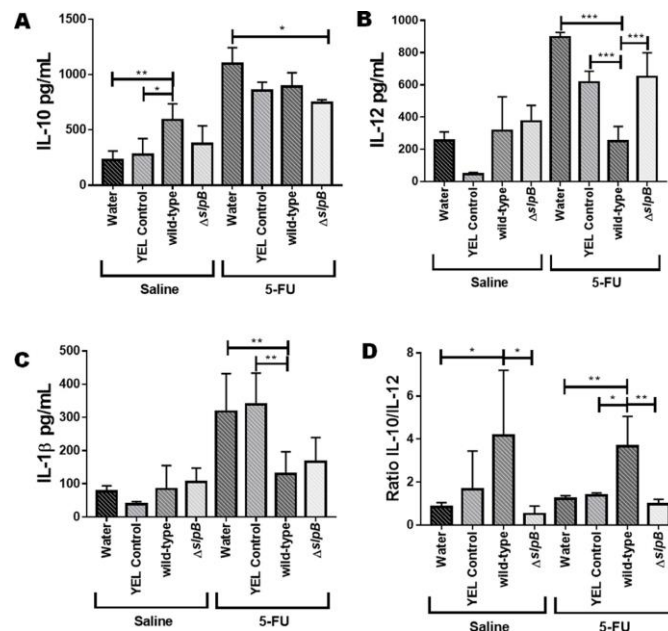 A
IL-10 pg/mL
1500
1000
500
0
**
*
*
Water
YEL Control
wild-type
ΔslpB
Water
YEL Control
wild-type
ΔslpB
Saline
5-FU
B
IL-12 pg/mL
1000
800
600
400
200
0
***
***
***
Water
YEL Control
wild-type
ΔslpB
Water
YEL Control
wild-type
ΔslpB
Saline
5-FU
C
IL-1β pg/mL
500
400
300
200
100
0
**
**
Water
YEL Control
wild-type
ΔslpB
Water
YEL Control
wild-type
ΔslpB
Saline
5-FU
D
Ratio IL-10/IL-12
8
6
4
2
0
*
*
**
*
**
Water
YEL Control
wild-type
ΔslpB
Water
YEL Control
wild-type
ΔslpB
Saline
5-FU